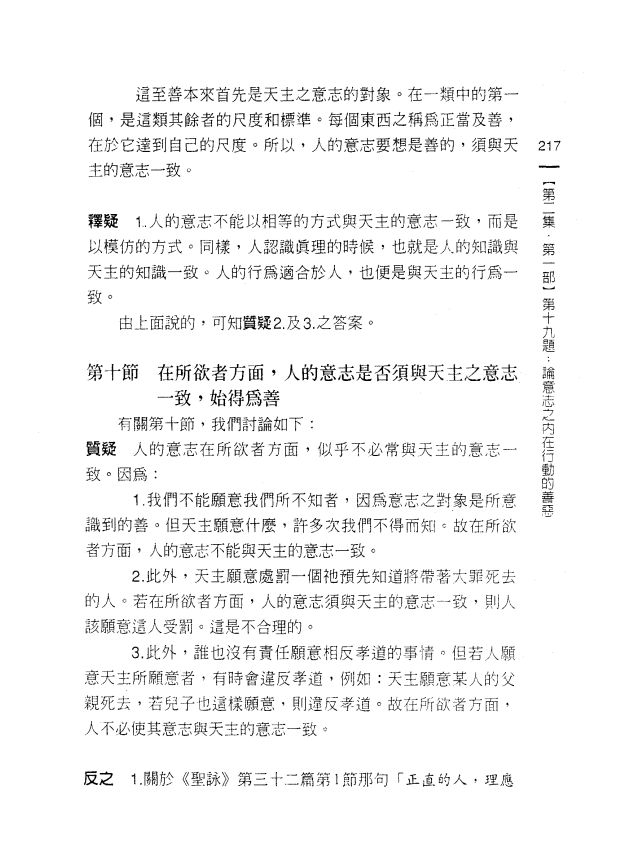 這至善本來首先是天主之意志的對象。在一類中的第一
個，是這類其餘者的尺度和標準。每個東西之稱爲正當及善，
在於它達到自己的尺度。所以，人的意志要想是善的，須與天
主的意志一致。
釋疑　1.人的意志不能以相等的方式與天主的意志一致，而是
以模仿的方式。同樣，人認識眞理的時候，也就是人的知識與
天主的知識一致。人的行爲適合於人，也便是與天主的行爲一
致。
由上面說的，可知質疑2.及3.之答案。
第十節　在所欲者方面，人的意志是否須與天主之意志
一致，始得爲善
有關第十節，我們討論如下：
質疑　人的意志在所欲者方面，似乎不必常與天主的意志一
致。因爲：
1.我們不能願意我們所不知者，因爲意志之對象是所意
識到的善。但天主願意什麼，許多次我們不得而知。故在所欲
者方面，人的意志不能與天主的意志一致。
2.此外，天主願意處罰一個祂預先知道將帶著大罪死去
的人。若在所欲者方面，人的意志須與天主的意志一致，則人
該願意這人受罰。這是不合理的。
3.此外，誰也沒有責任願意相反孝道的事情。但若人願
意天主所願意者，有時會違反孝道，例如：天主願意某人的父
親死去，若兒子也這樣願意，則違反孝道。故在所欲者方面，
人不必使其意志與天主的意志一致。
反之　1.關於《聖詠》第三十二篇第1節那句「正直的人，理應
217
【第二集．第一部】第十九題：論意志之內在行動的善惡